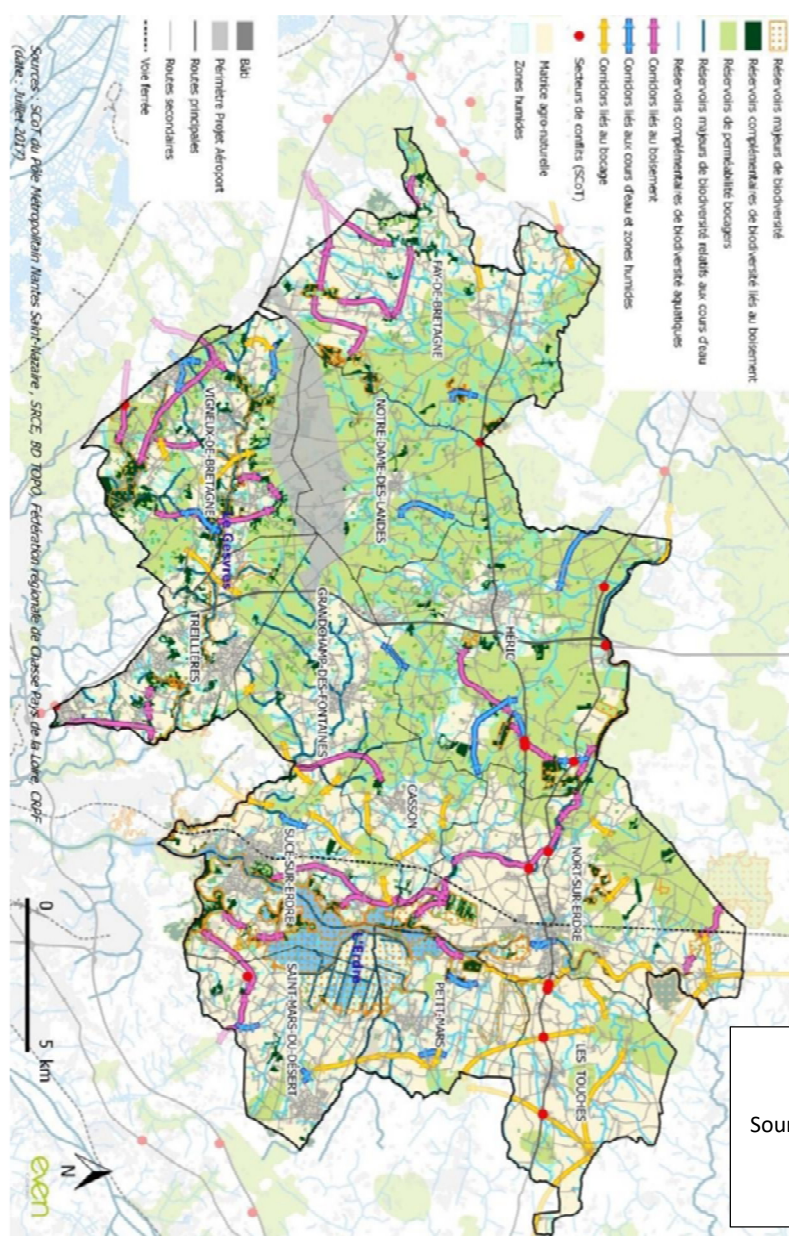 Réservoirs majeurs de biodiversité
Réservoirs complémentaires de biodiversité liés au boisement
Réservoirs de perméabilité bocagers
Réservoirs majeurs de biodiversité relatifs aux cours d'eau
Réservoirs complémentaires de biodiversité aquatiques
Corridors liés au boisement
Corridors liés aux cours d'eau et zones humides
Corridors liés au bocage
Secteurs de conflits (SCoT)
Matrice agro-naturelle
Zones humides
Bâti
Périmètre Projet Aéroport
Routes principales
Routes secondaires
Voie ferrée
Sources : SCoT du Pôle Métropolitain Nantes Saint-Nazaire, SRCE, BD TOPO, Fédération régionale de Chasse Pays de la Loire, CRPF
(date : Juillet 2017)
FAY-DE-BRETAGNE
NOTRE-DAME-DES-LANDES
VIGNEUX-DE-BRETAGNE
Gesvres
TREILLIÈRES
GRANDCHAMP-DES-FONTAINES
HÉRIC
CASSON
NORT-SUR-ERDRE
SUCÉ-SUR-ERDRE
L'Erdre
SAINT-MARS-DU-DÉSERT
PETIT-MARS
LES TOUCHES
0 5 km
N
even
Sour